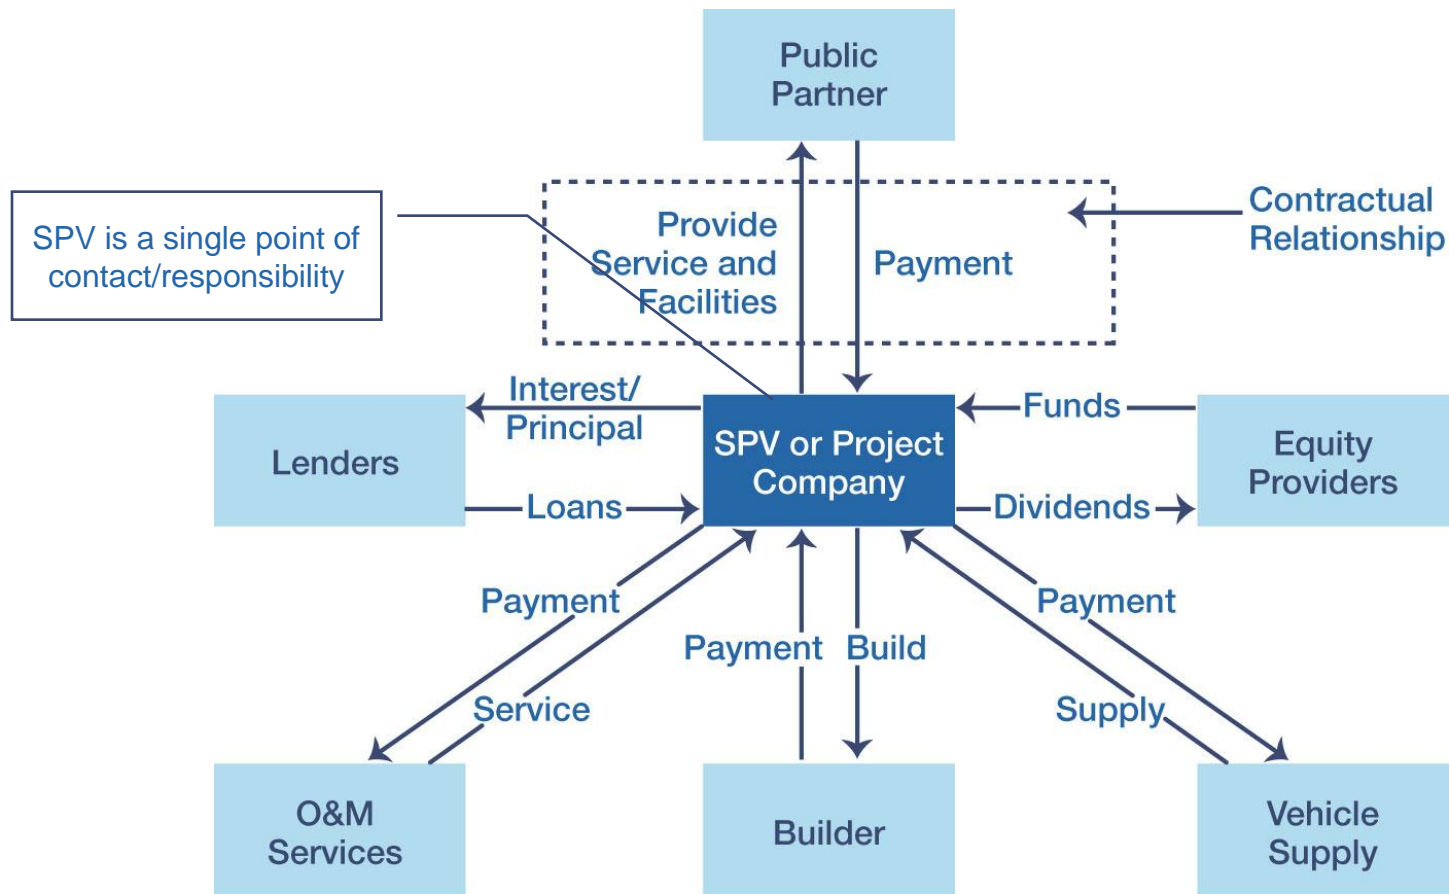 Public
Partner
SPV is a single point of
contact/responsibility
Provide
Service and
Facilities
Payment
Contractual
Relationship
Interest/
Principal
Funds
Lenders
SPV or Project
Company
Equity
Providers
Loans
Dividends
Payment
Payment
Build
Payment
Service
Supply
O&M
Services
Builder
Vehicle
Supply